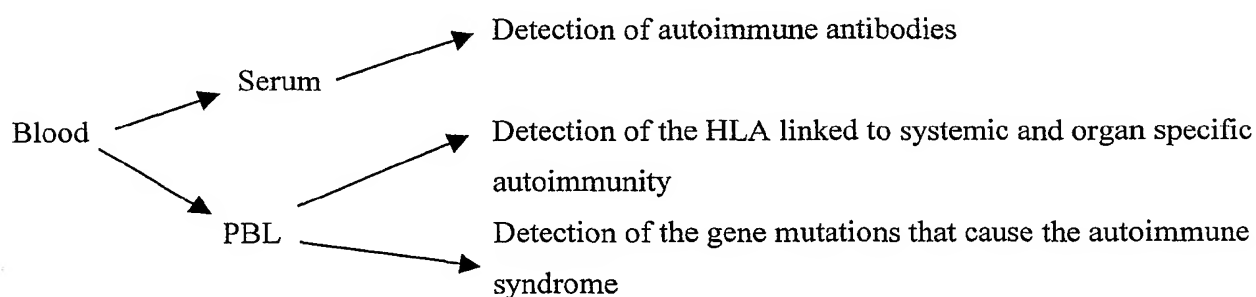 Detection of autoimmune antibodies
Serum
Blood
Detection of the HLA linked to systemic and organ specific
autoimmunity
PBL
Detection of the gene mutations that cause the autoimmune
syndrome